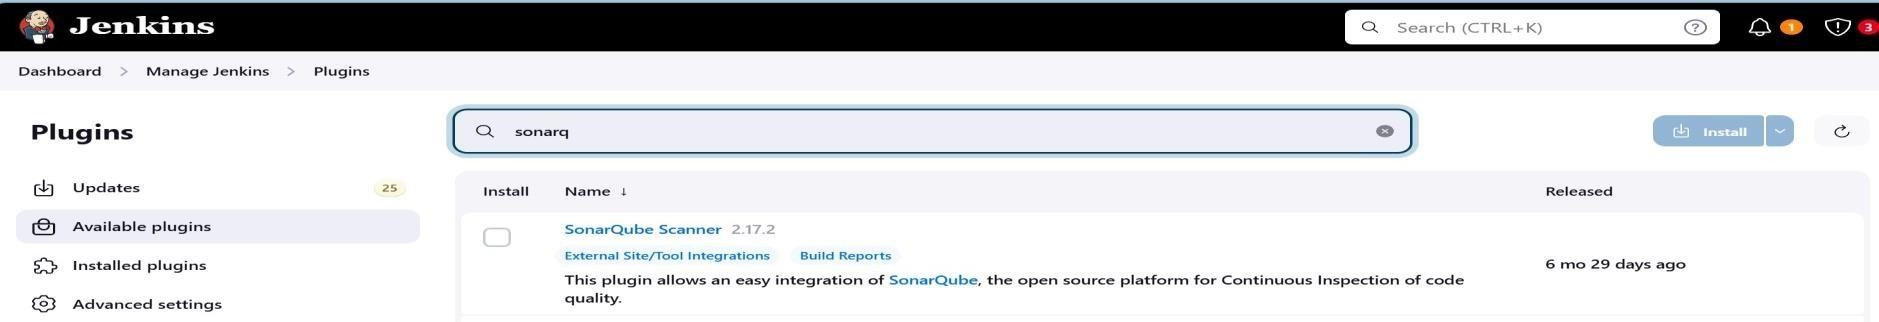 Jenkins
Search (CTRL+K)
1
3
Dashboard > Manage Jenkins > Plugins
Plugins
sonarq
Install
Updates 25
Available plugins
Installed plugins
Advanced settings
Install Name ↓ Released
SonarQube Scanner 2.17.2
External Site/Tool Integrations Build Reports
This plugin allows an easy integration of SonarQube, the open source platform for Continuous Inspection of code
quality.
6 mo 29 days ago